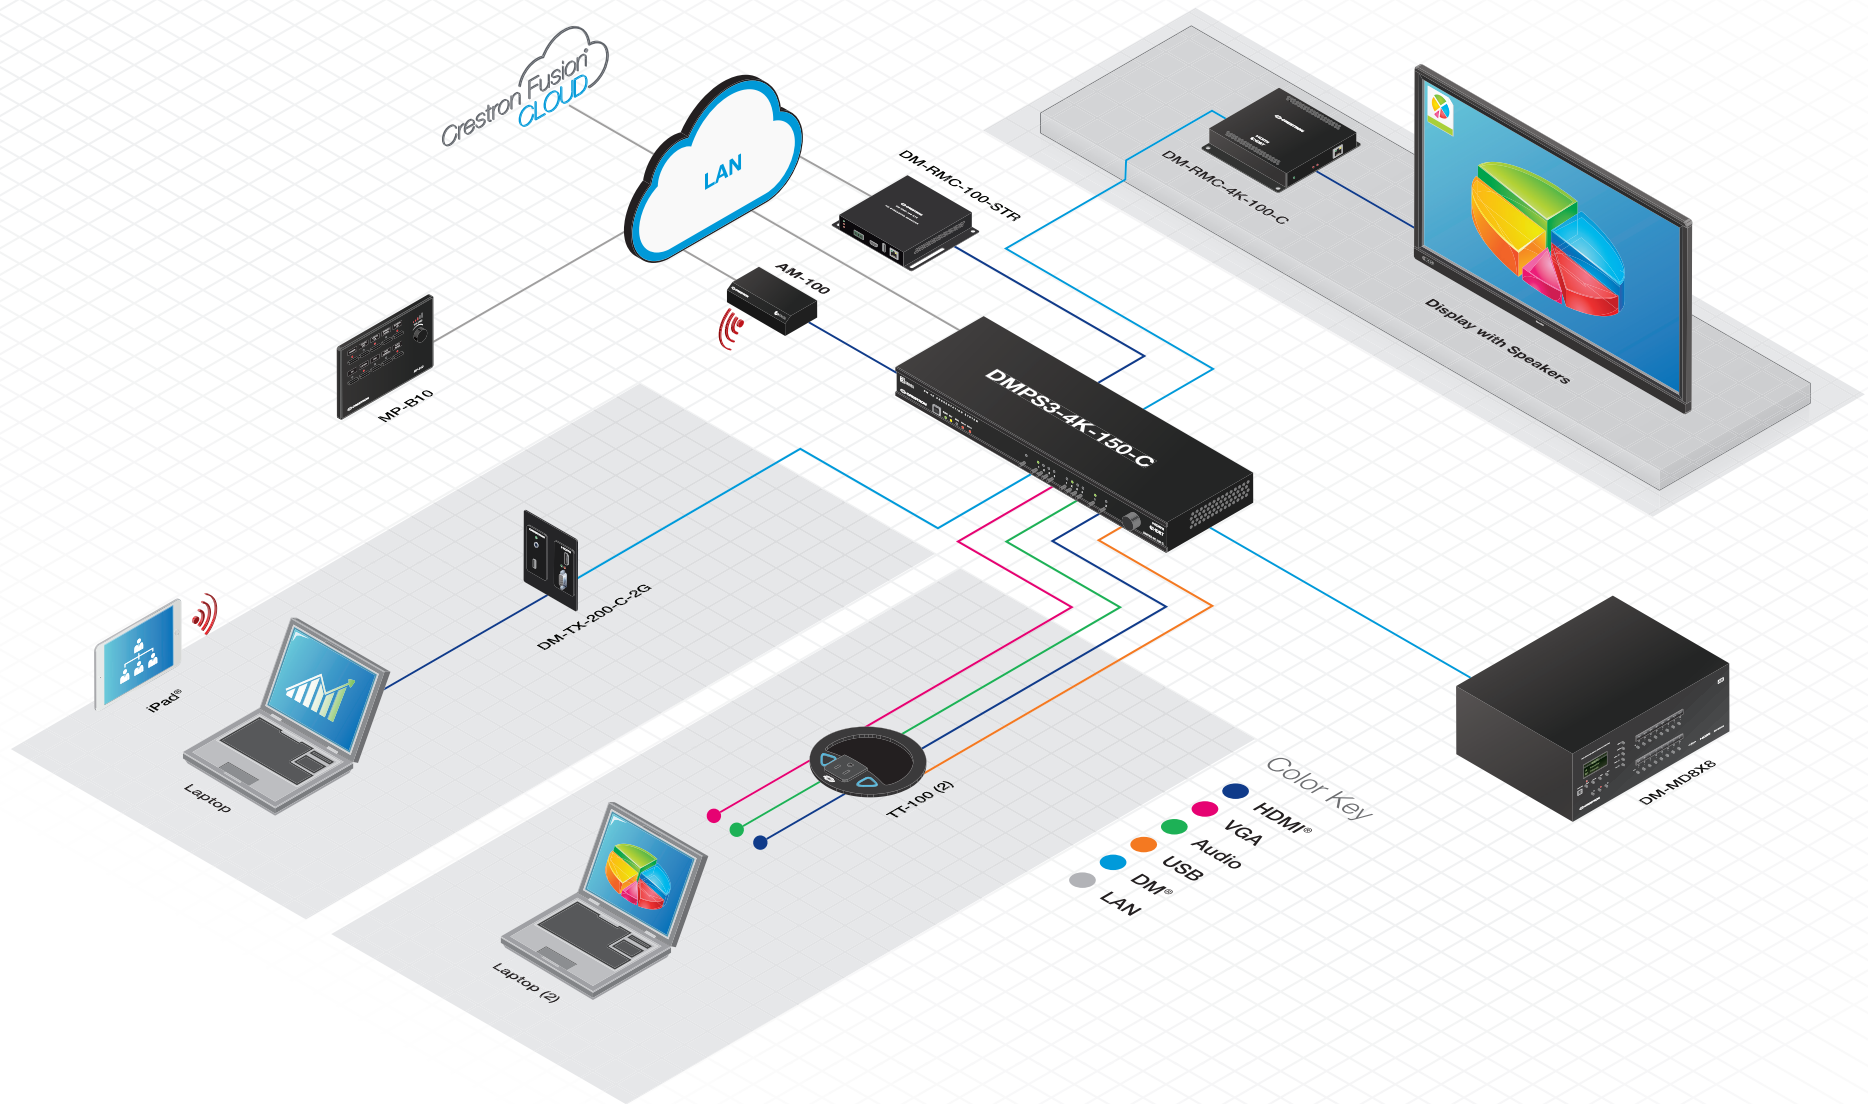 Crestron Fusion®
CLOUD
LAN
DM-RMC-100-STR
AM-100
MP-B10
DM-RMC-4K-100-C
Display with Speakers
DMPS3-4K-150-C
DM-TX-200-C-2G
iPad®
Laptop
TT-100 (2)
Laptop (2)
DM-MD8X8
Color Key
HDMI®
VGA
Audio
USB
DM®
LAN